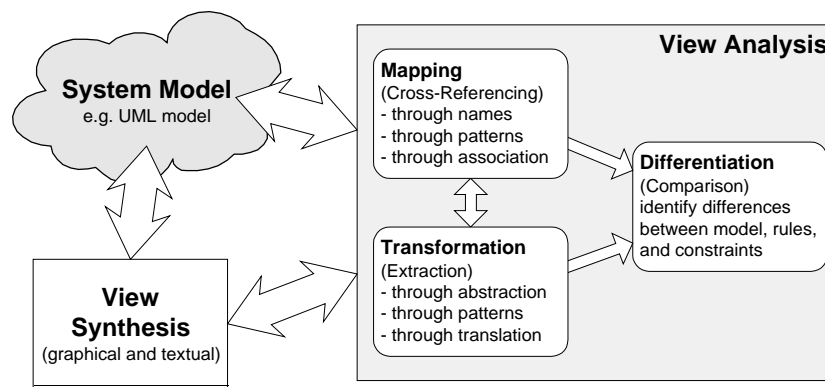 System Model
e.g. UML model
View
Synthesis
(graphical and textual)
View Analysis
Mapping
(Cross-Referencing)
- through names
- through patterns
- through association
Transformation
(Extraction)
- through abstraction
- through patterns
- through translation
Differentiation
(Comparison)
identify differences
between model, rules,
and constraints